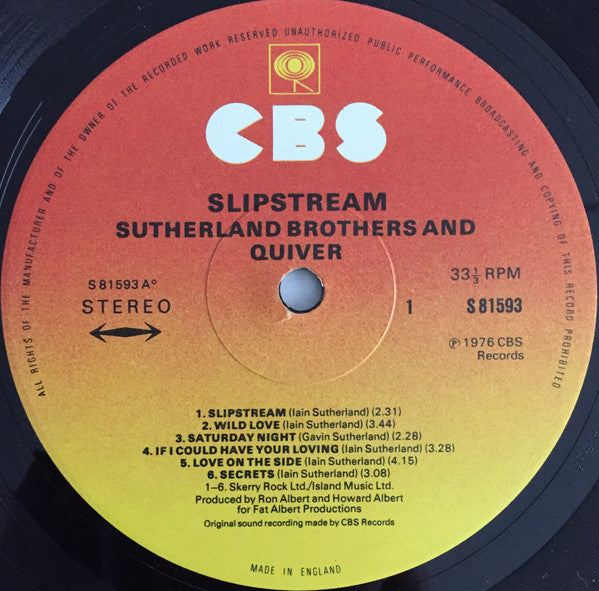 ALL RIGHTS OF THE MANUFACTURER AND OF THE OWNER OF THE RECORDED WORK RESERVED UNAUTHORIZED PUBLIC PERFORMANCE BROADCASTING AND COPYING OF THIS RECORD PROHIBITED
CBS
SLIPSTREAM
SUTHERLAND BROTHERS AND
QUIVER
S 81593 A°
STEREO
33⅓ RPM
1
S 81593
℗ 1976 CBS
Records
1. SLIPSTREAM (Iain Sutherland) (2.31)
2. WILD LOVE (Iain Sutherland) (3.44)
3. SATURDAY NIGHT (Gavin Sutherland) (2.28)
4. IF I COULD HAVE YOUR LOVING (Iain Sutherland) (3.28)
5. LOVE ON THE SIDE (Iain Sutherland) (4.15)
6. SECRETS (Iain Sutherland) (3.08)
1–6. Skerry Rock Ltd./Island Music Ltd.
Produced by Ron Albert and Howard Albert
for Fat Albert Productions
Original sound recording made by CBS Records
MADE IN ENGLAND